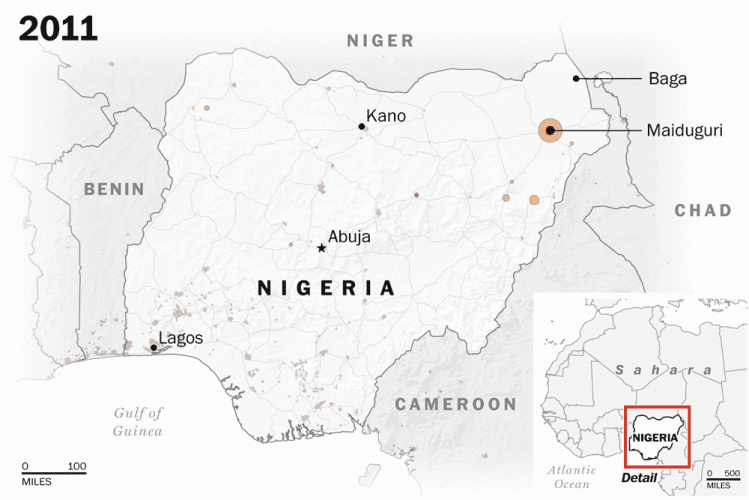 2011
NIGER
Baga
Kano
Maiduguri
BENIN
CHAD
Abuja
NIGERIA
Lagos
Sahara
CAMEROON
Gulf of
Guinea
NIGERIA
0 100
MILES
Atlantic
Ocean
Detail
0 500
MILES